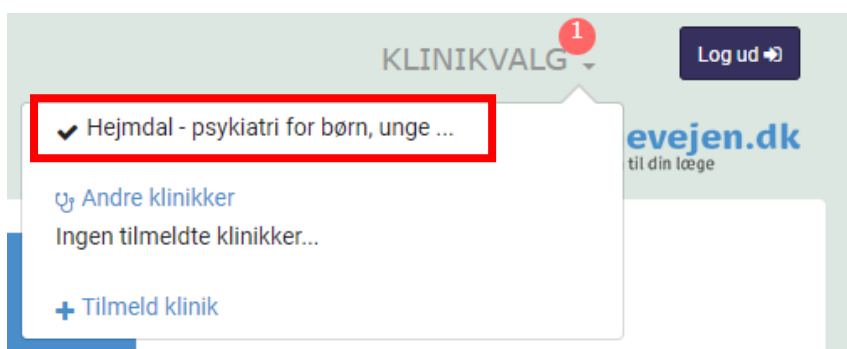 KLINIKVALG
1
Log ud
Hejmdal - psykiatri for børn, unge ...
evejen.dk
til din læge
Andre klinikker
Ingen tilmeldte klinikker...
Tilmeld klinik